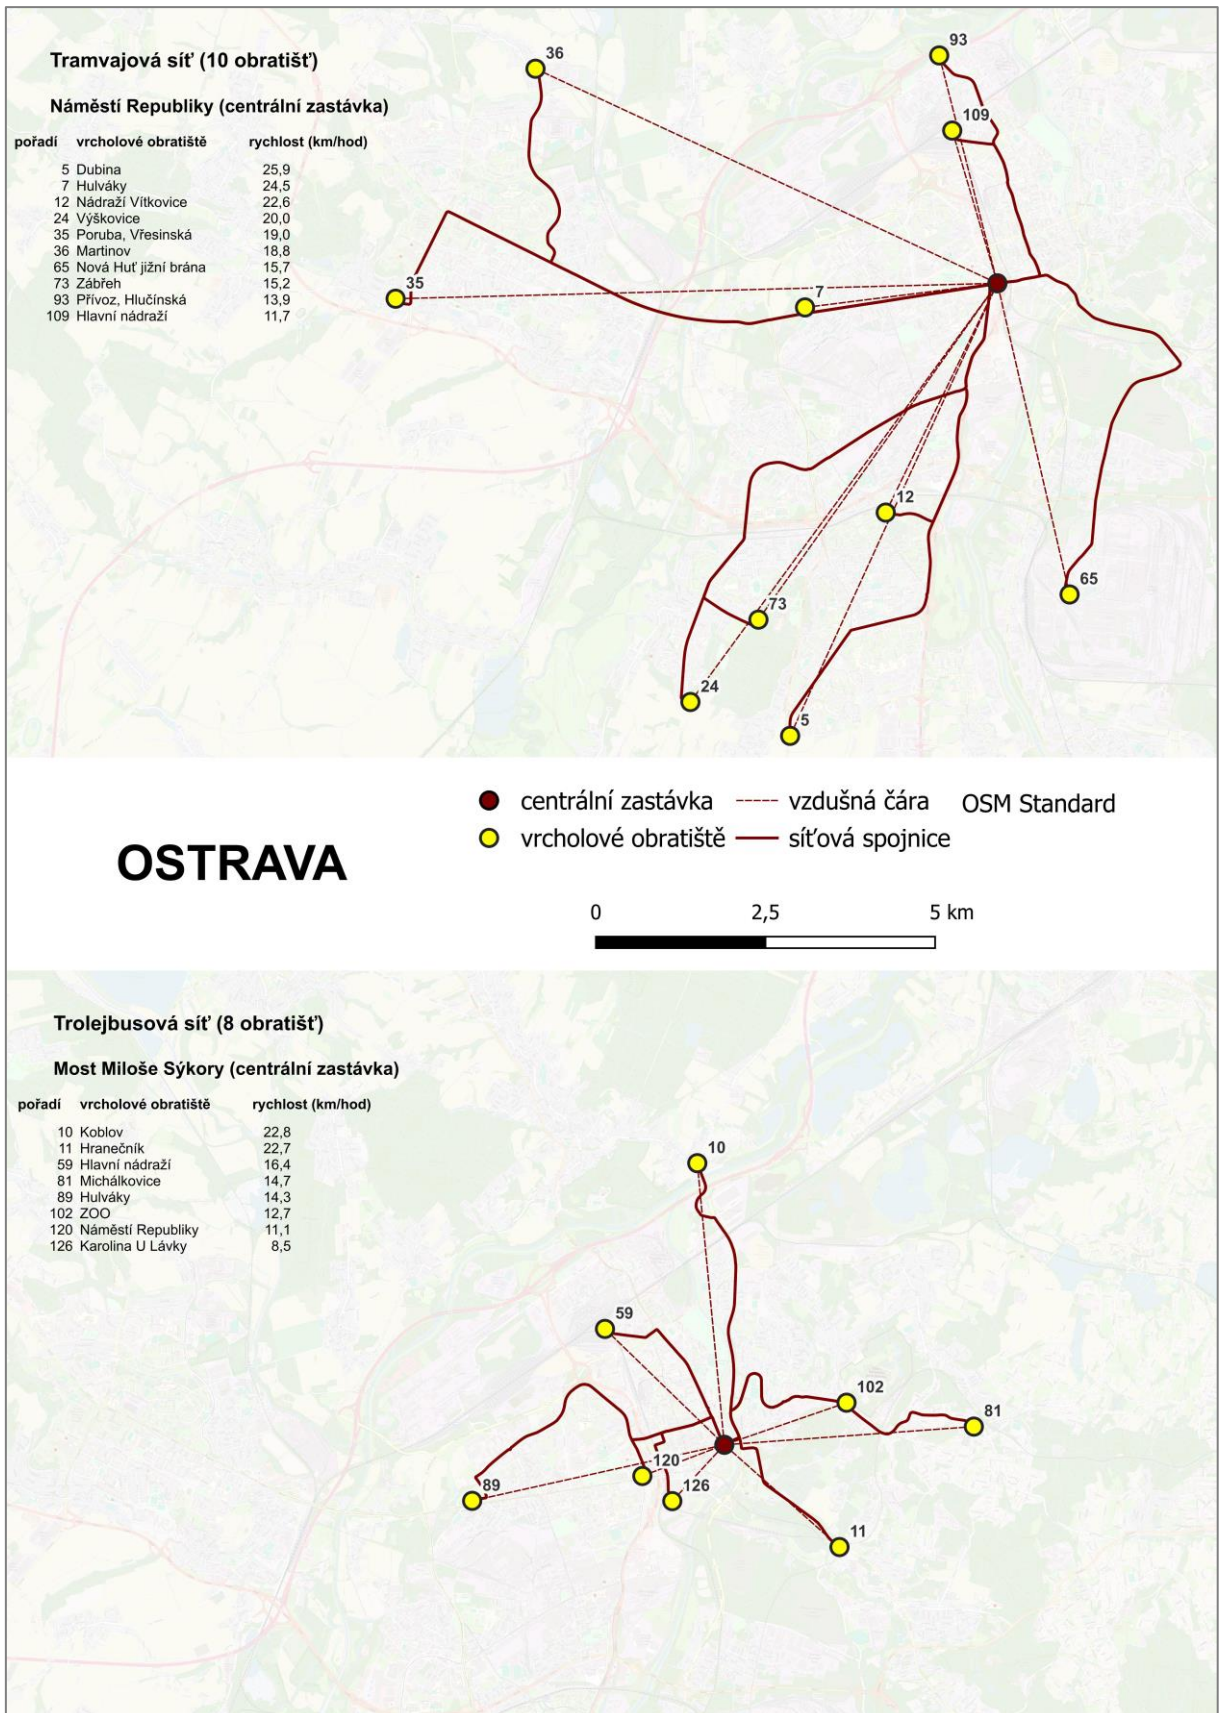 Tramvajová síť (10 obratišť)
Náměstí Republiky (centrální zastávka)
pořadí vrcholové obratiště rychlost (km/hod)
5 Dubina 25,9
7 Hulváky 24,5
12 Nádraží Vítkovice 22,6
24 Výškovice 20,0
35 Poruba, Vřesinská 19,0
36 Martinov 18,8
65 Nová Huť jižní brána 15,7
73 Zábřeh 15,2
93 Přívoz, Hlučínská 13,9
109 Hlavní nádraží 11,7
36
93
109
35
7
12
73
65
24
5
OSTRAVA
centrální zastávka vzdušná čára OSM Standard
vrcholové obratiště síťová spojnice
0 2,5 5 km
Trolejbusová síť (8 obratišť)
Most Miloše Sýkory (centrální zastávka)
pořadí vrcholové obratiště rychlost (km/hod)
10 Koblov 22,8
11 Hranečník 22,7
59 Hlavní nádraží 16,4
81 Michálkovice 14,7
89 Hulváky 14,3
102 ZOO 12,7
120 Náměstí Republiky 11,1
126 Karolina U Lávky 8,5
10
59
102
81
120
89
126
11